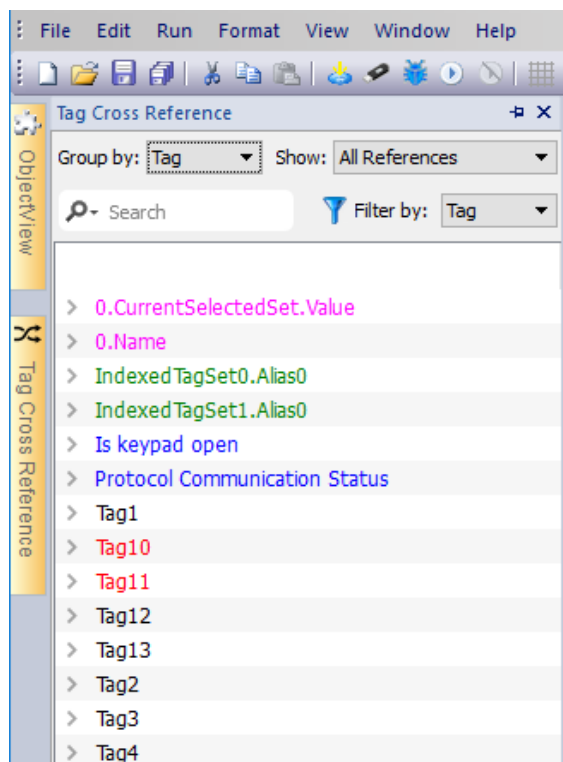 File Edit Run Format View Window Help
Tag Cross Reference
Group by: Tag Show: All References
Search Filter by: Tag
ObjectView
Tag Cross Reference
0.CurrentSelectedSet.Value
0.Name
IndexedTagSet0.Alias0
IndexedTagSet1.Alias0
Is keypad open
Protocol Communication Status
Tag1
Tag10
Tag11
Tag12
Tag13
Tag2
Tag3
Tag4